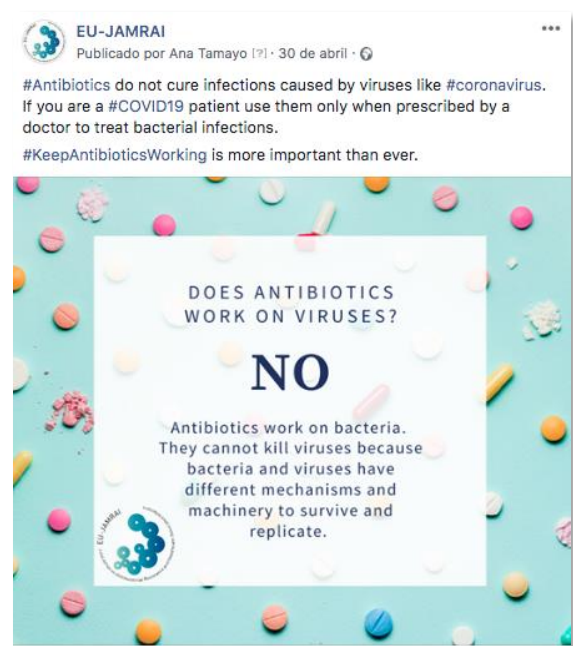 EU-JAMRAI
Publicado por Ana Tamayo [?] · 30 de abril ·
#Antibiotics do not cure infections caused by viruses like #coronavirus.
If you are a #COVID19 patient use them only when prescribed by a
doctor to treat bacterial infections.
#KeepAntibioticsWorking is more important than ever.
DOES ANTIBIOTICS
WORK ON VIRUSES?
NO
Antibiotics work on bacteria.
They cannot kill viruses because
bacteria and viruses have
different mechanisms and
machinery to survive and
replicate.
EU-JAMRAI